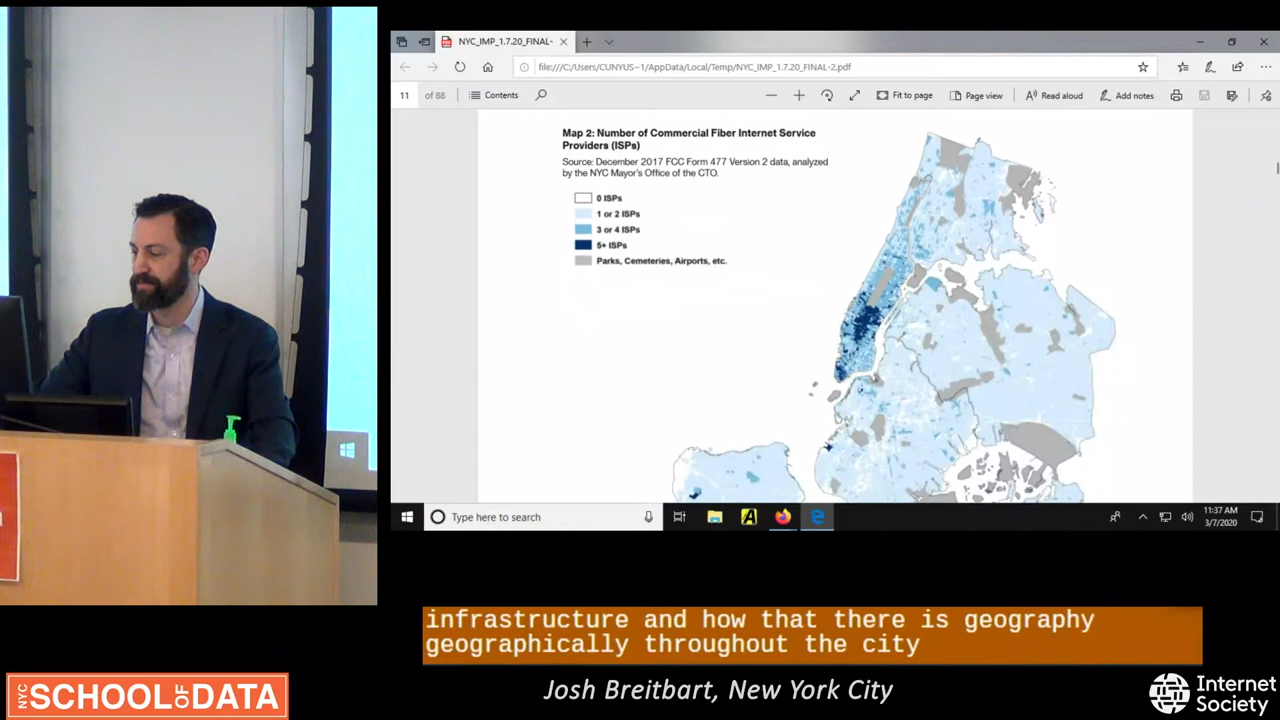 NYC_IMP_1.7.20_FINAL-
file:///C:/Users/CUNYUS~1/AppData/Local/Temp/NYC_IMP_1.7.20_FINAL-2.pdf
11 of 88 Contents Fit to page Page view Read aloud Add notes
Map 2: Number of Commercial Fiber Internet Service
Providers (ISPs)
Source: December 2017 FCC Form 477 Version 2 data, analyzed
by the NYC Mayor's Office of the CTO.
0 ISPs
1 or 2 ISPs
3 or 4 ISPs
5+ ISPs
Parks, Cemeteries, Airports, etc.
Type here to search
11:37 AM
3/7/2020
infrastructure and how that there is geography
geographically throughout the city
Josh Breitbart, New York City
NYC SCHOOL OF DATA
Internet
Society